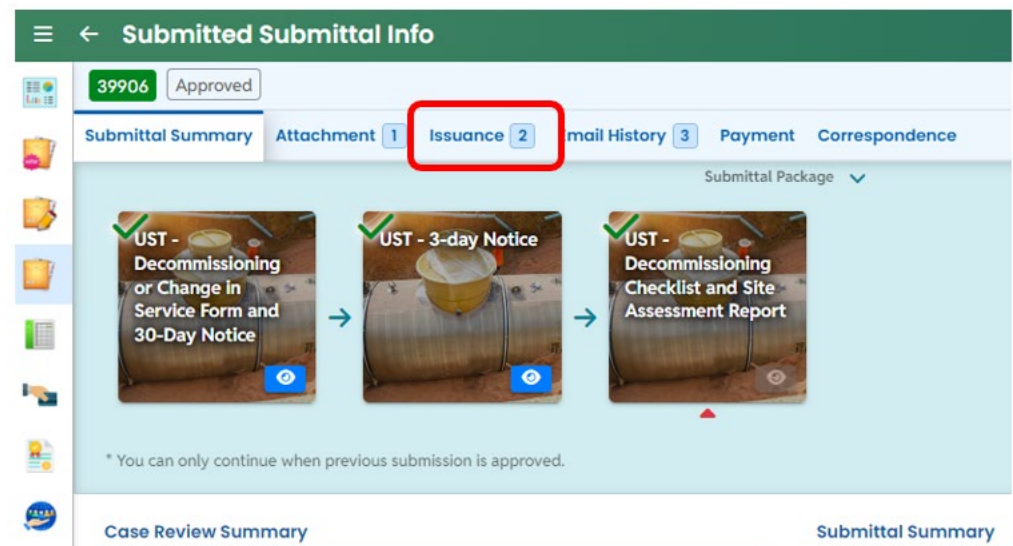 Submitted Submittal Info
39906 Approved
Submittal Summary Attachment 1 Issuance 2 mail History 3 Payment Correspondence
Submittal Package
UST -
Decommissioning
or Change in
Service Form and
30-Day Notice
UST - 3-day Notice
UST -
Decommissioning
Checklist and Site
Assessment Report
* You can only continue when previous submission is approved.
Case Review Summary Submittal Summary